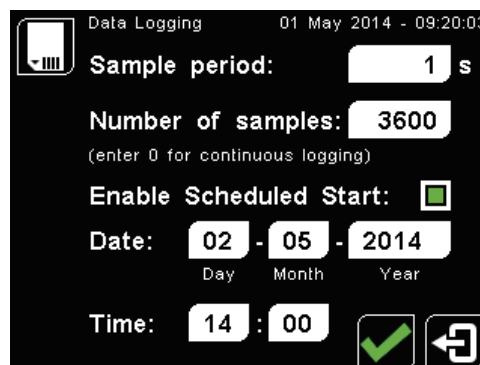 Data Logging 01 May 2014 - 09:20:03
Sample period: 1 s
Number of samples: 3600
(enter 0 for continuous logging)
Enable Scheduled Start:
Date: 02 - 05 - 2014
Day Month Year
Time: 14 : 00